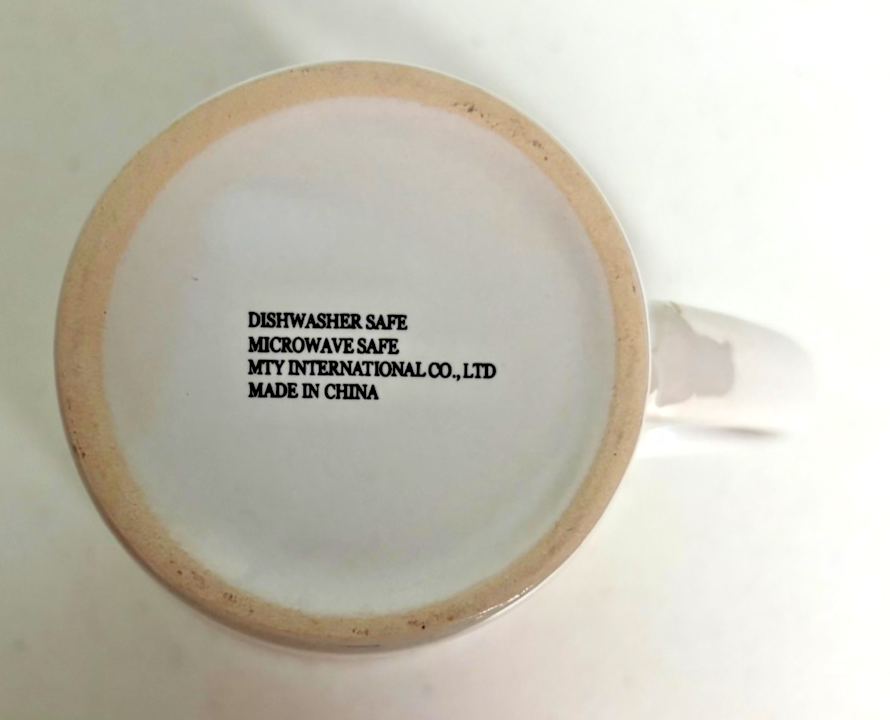 DISHWASHER SAFE
MICROWAVE SAFE
MTY INTERNATIONAL CO., LTD
MADE IN CHINA